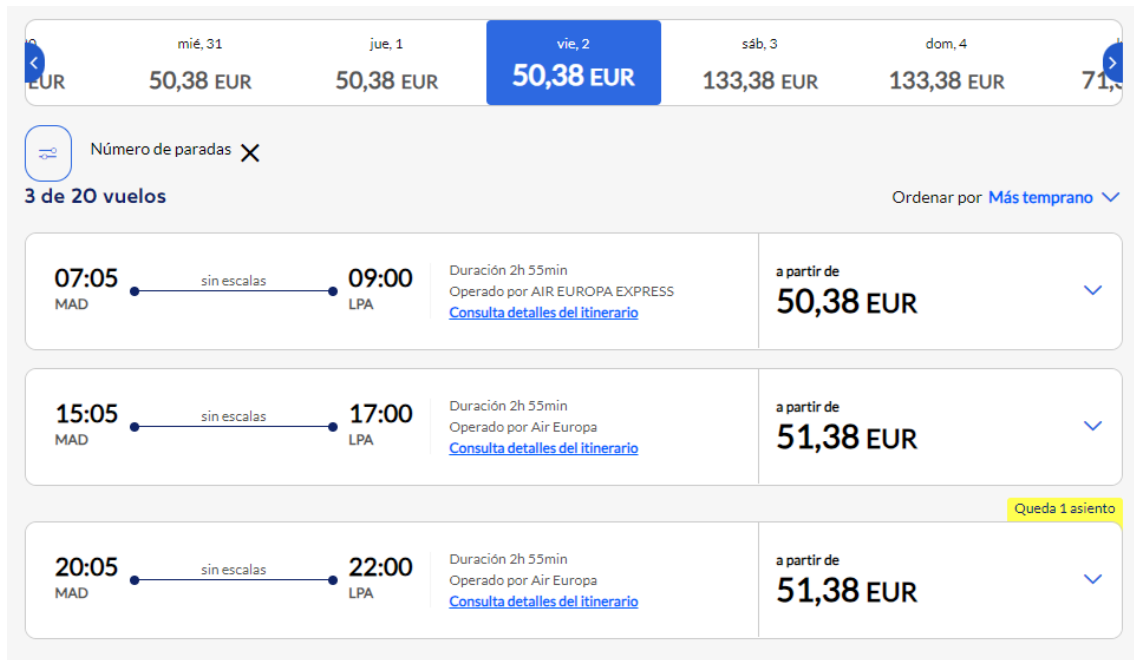 mié, 31 jue, 1 vie, 2 sáb, 3 dom, 4
EUR 50,38 EUR 50,38 EUR 50,38 EUR 133,38 EUR 133,38 EUR
Número de paradas
3 de 20 vuelos
Ordenar por Más temprano
07:05 sin escalas 09:00
MAD LPA
Duración 2h 55min
Operado por AIR EUROPA EXPRESS
Consulta detalles del itinerario
a partir de
50,38 EUR
15:05 sin escalas 17:00
MAD LPA
Duración 2h 55min
Operado por Air Europa
Consulta detalles del itinerario
a partir de
51,38 EUR
Queda 1 asiento
20:05 sin escalas 22:00
MAD LPA
Duración 2h 55min
Operado por Air Europa
Consulta detalles del itinerario
a partir de
51,38 EUR